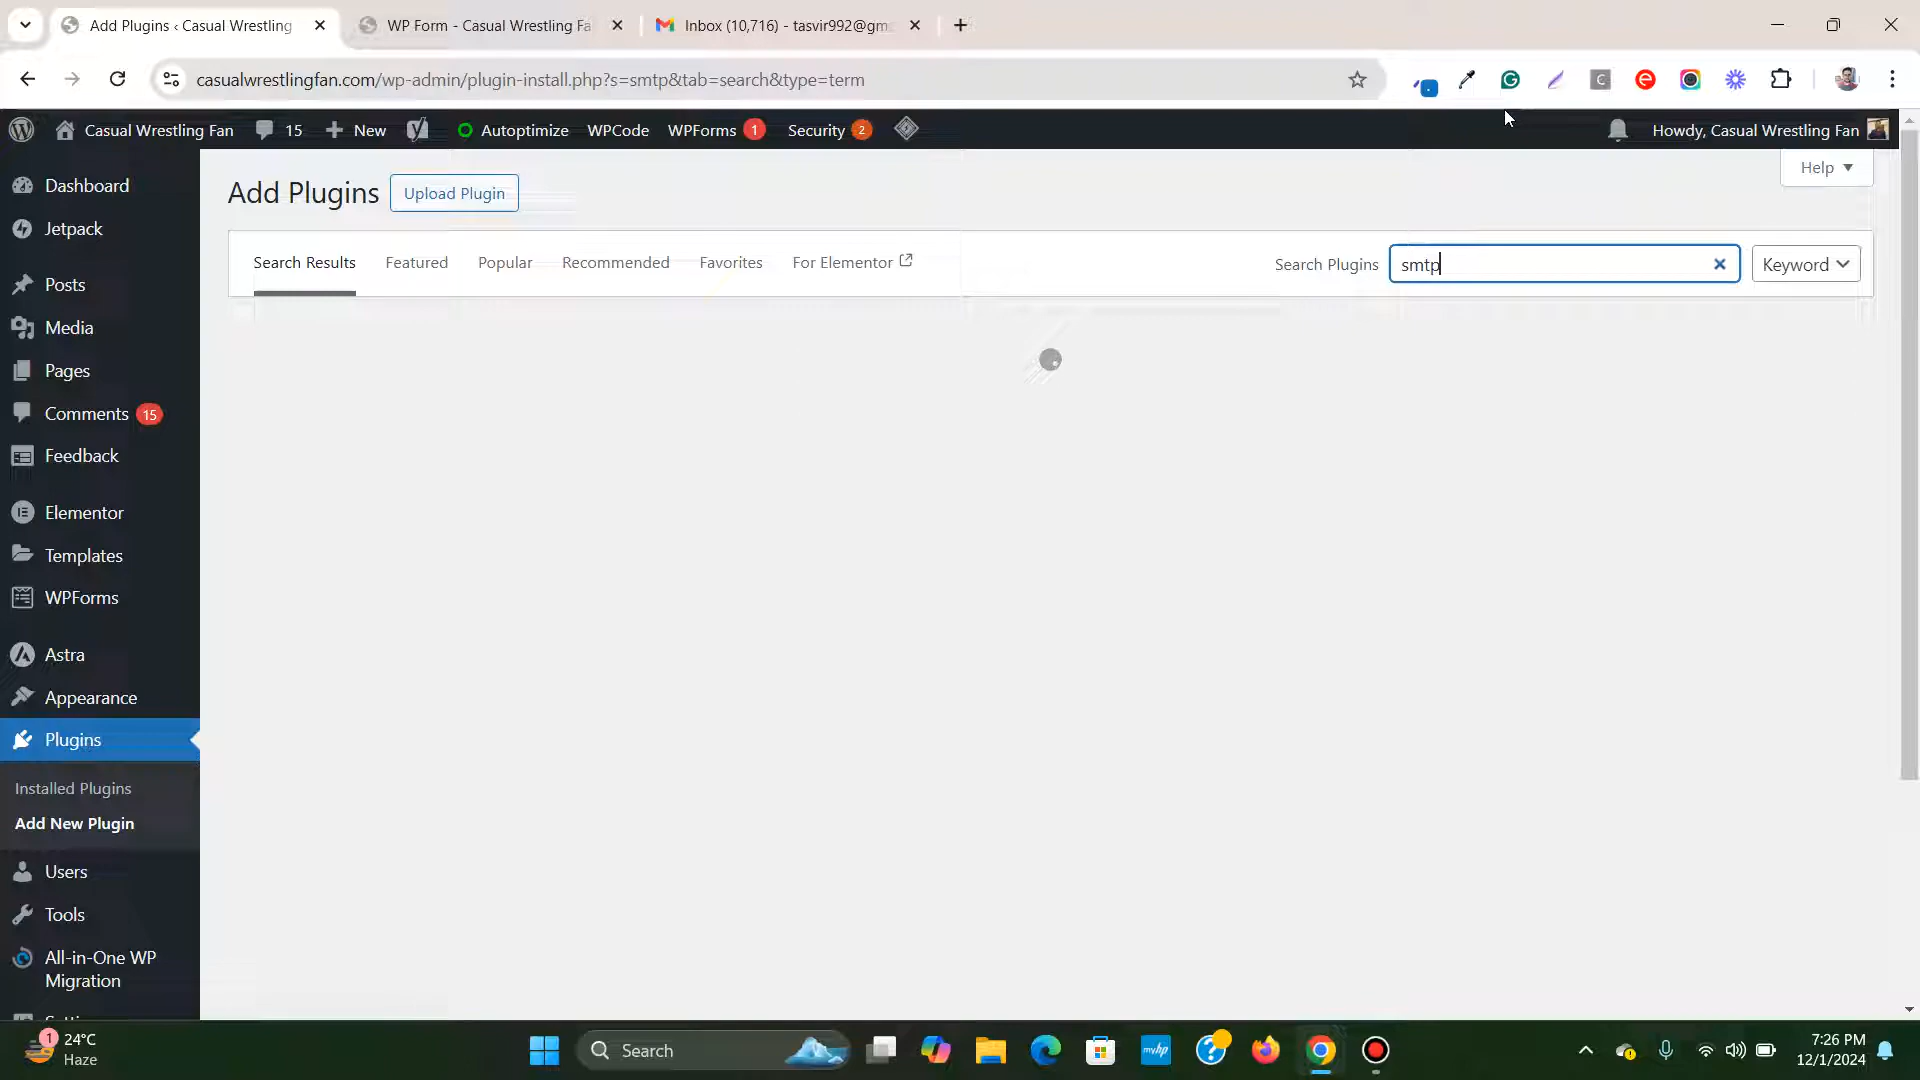 Add Plugins ‹ Casual Wrestling
WP Form - Casual Wrestling Fa
Inbox (10,716) - tasvir992@gm
casualwrestlingfan.com/wp-admin/plugin-install.php?s=smtp&tab=search&type=term
Casual Wrestling Fan
15
New
Autoptimize
WPCode
WPForms 1
Security 2
Howdy, Casual Wrestling Fan
Help
Add Plugins
Upload Plugin
Search Results
Featured
Popular
Recommended
Favorites
For Elementor
Search Plugins
smtp
Keyword
Dashboard
Jetpack
Posts
Media
Pages
Comments 15
Feedback
Elementor
Templates
WPForms
Astra
Appearance
Plugins
Installed Plugins
Add New Plugin
Users
Tools
All-in-One WP
Migration
1
24°C
Haze
Search
myhp
7:26 PM
12/1/2024